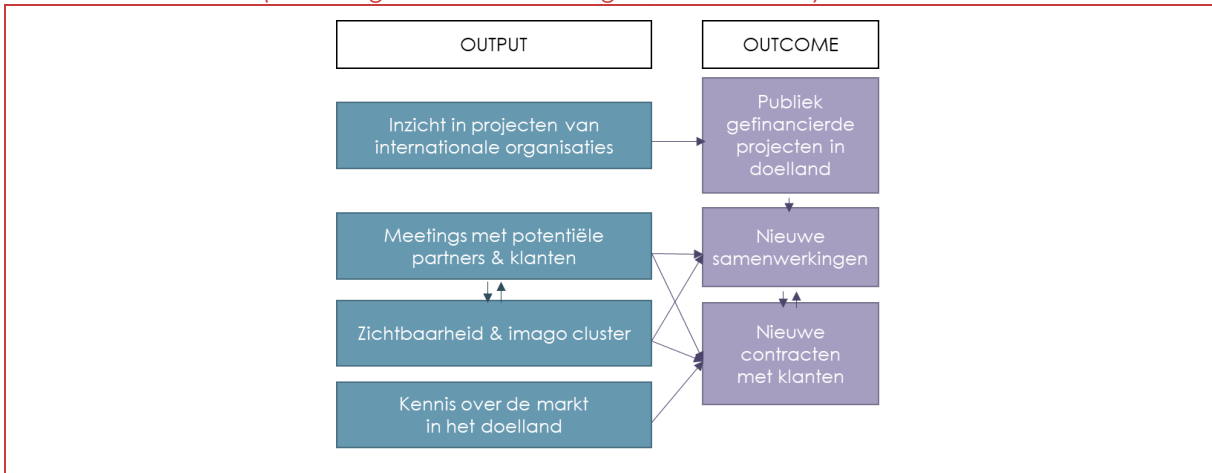 OUTPUT
OUTCOME
Inzicht in projecten van
internationale organisaties
Publiek
gefinancierde
projecten in
doelland
Meetings met potentiële
partners & klanten
Nieuwe
samenwerkingen
Zichtbaarheid & imago cluster
Nieuwe
contracten
met klanten
Kennis over de markt
in het doelland